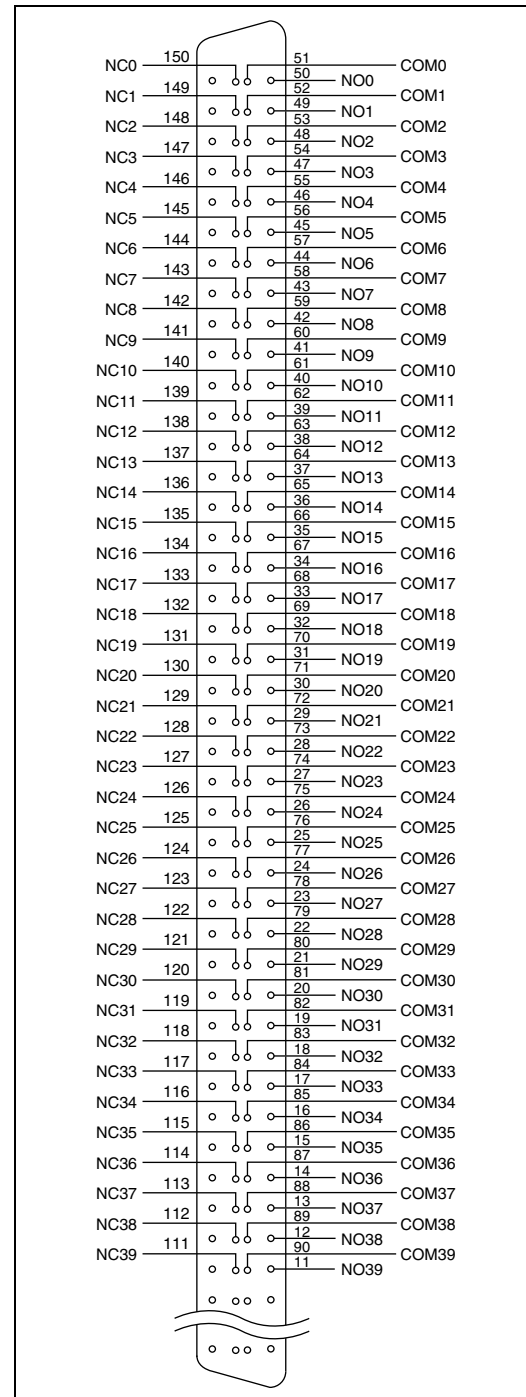 NC0 150 51 COM0
50 NO0
NC1 149 52 COM1
49 NO1
NC2 148 53 COM2
48 NO2
NC3 147 54 COM3
47 NO3
NC4 146 55 COM4
46 NO4
NC5 145 56 COM5
45 NO5
NC6 144 57 COM6
44 NO6
NC7 143 58 COM7
43 NO7
NC8 142 59 COM8
42 NO8
NC9 141 60 COM9
41 NO9
NC10 140 61 COM10
40 NO10
NC11 139 62 COM11
39 NO11
NC12 138 63 COM12
38 NO12
NC13 137 64 COM13
37 NO13
NC14 136 65 COM14
36 NO14
NC15 135 66 COM15
35 NO15
NC16 134 67 COM16
34 NO16
NC17 133 68 COM17
33 NO17
NC18 132 69 COM18
32 NO18
NC19 131 70 COM19
31 NO19
NC20 130 71 COM20
30 NO20
NC21 129 72 COM21
29 NO21
NC22 128 73 COM22
28 NO22
NC23 127 74 COM23
27 NO23
NC24 126 75 COM24
26 NO24
NC25 125 76 COM25
25 NO25
NC26 124 77 COM26
24 NO26
NC27 123 78 COM27
23 NO27
NC28 122 79 COM28
22 NO28
NC29 121 80 COM29
21 NO29
NC30 120 81 COM30
20 NO30
NC31 119 82 COM31
19 NO31
NC32 118 83 COM32
18 NO32
NC33 117 84 COM33
17 NO33
NC34 116 85 COM34
16 NO34
NC35 115 86 COM35
15 NO35
NC36 114 87 COM36
14 NO36
NC37 113 88 COM37
13 NO37
NC38 112 89 COM38
12 NO38
NC39 111 90 COM39
11 NO39